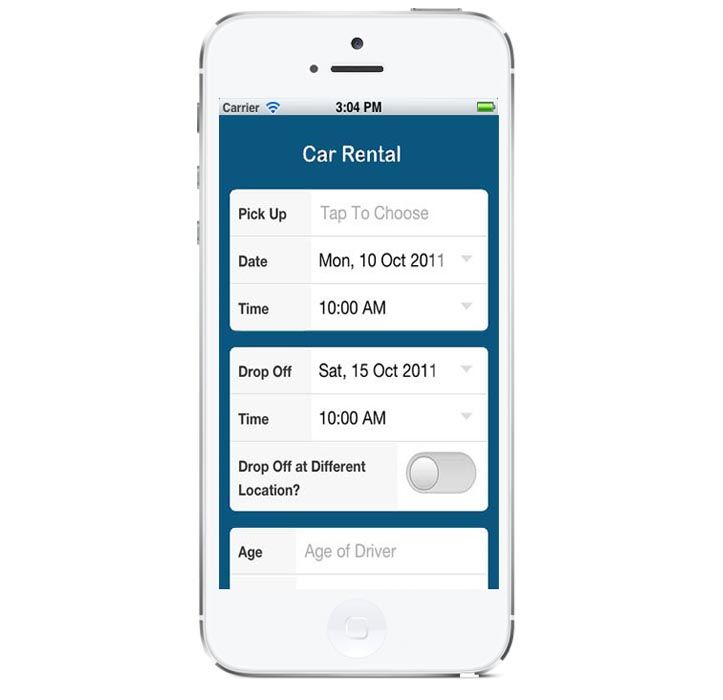 Carrier 3:04 PM
Car Rental
Pick Up Tap To Choose
Date Mon, 10 Oct 2011
Time 10:00 AM
Drop Off Sat, 15 Oct 2011
Time 10:00 AM
Drop Off at Different
Location?
Age Age of Driver